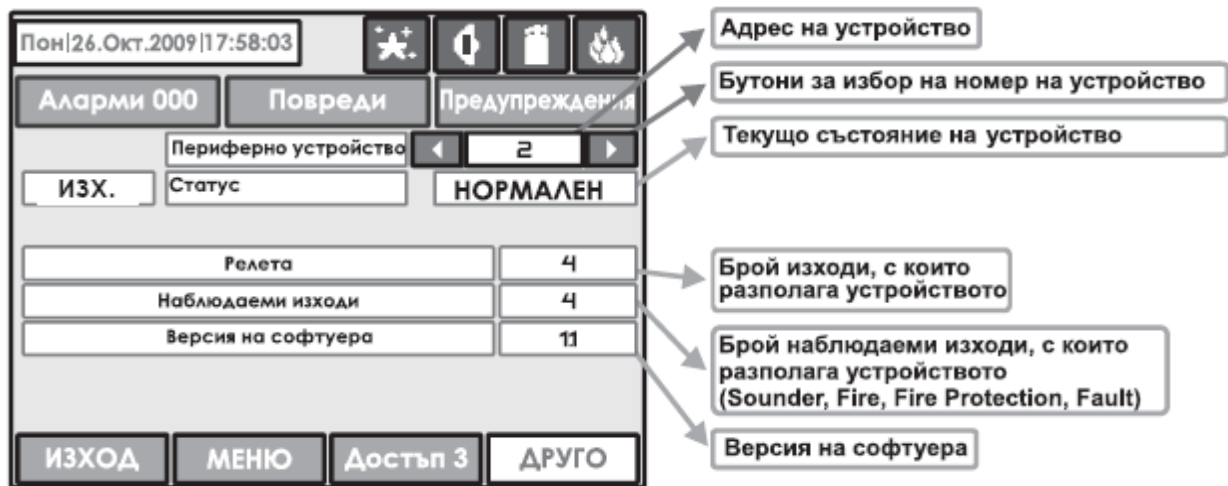 Пон|26.Окт.2009|17:58:03
Аларми 000 Повреди Предупреждения
Периферно устройство 2
ИЗХ. Статус НОРМАЛЕН
Релета 4
Наблюдаеми изходи 4
Версия на софтуера 11
ИЗХОД МЕНЮ Достъп 3 ДРУГО
Адрес на устройство
Бутони за избор на номер на устройство
Текущо състояние на устройство
Брой изходи, с които
разполага устройството
Брой наблюдаеми изходи, с които
разполага устройството
(Sounder, Fire, Fire Protection, Fault)
Версия на софтуера